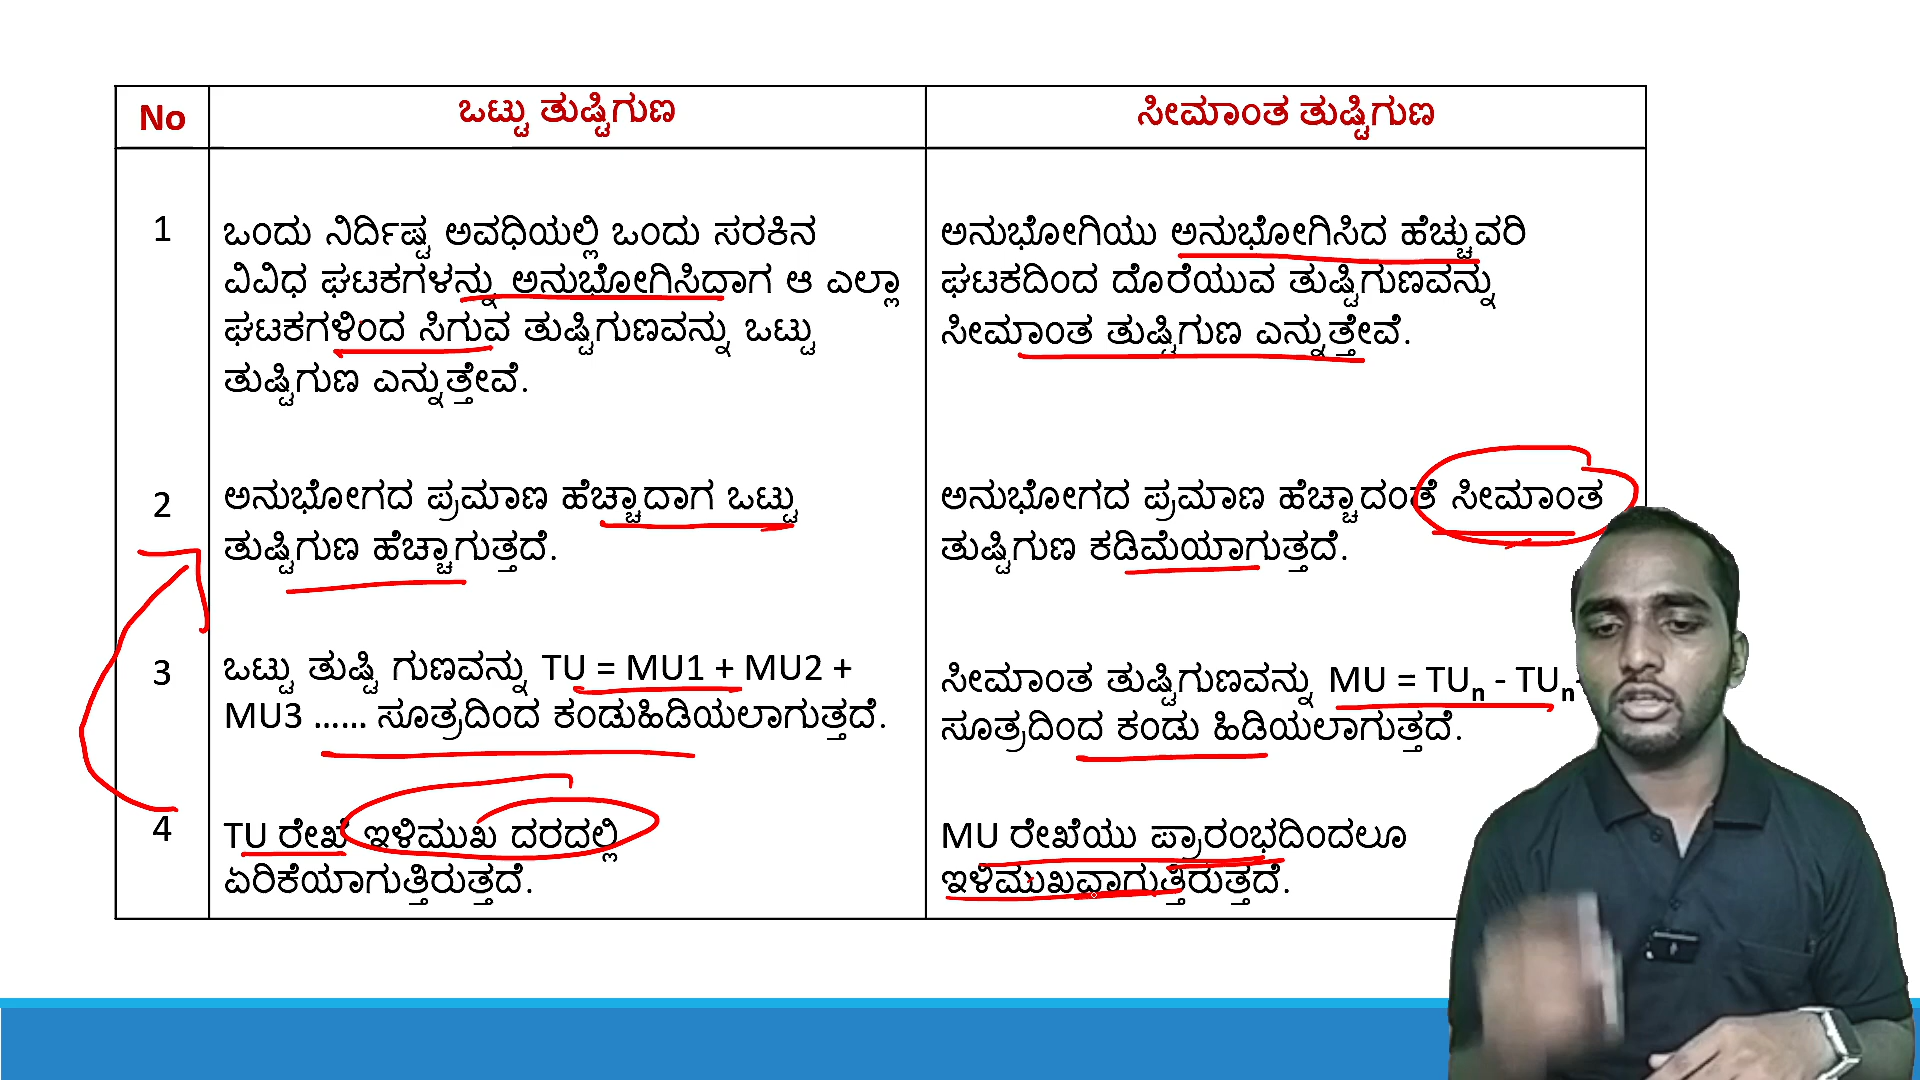 No
ಒಟ್ಟು ತುಷ್ಟಿಗುಣ
ಸೀಮಾಂತ ತುಷ್ಟಿಗುಣ
1
ಒಂದು ನಿರ್ದಿಷ್ಟ ಅವಧಿಯಲ್ಲಿ ಒಂದು ಸರಕಿನ
ವಿವಿಧ ಘಟಕಗಳನ್ನು ಅನುಭೋಗಿಸಿದಾಗ ಆ ಎಲ್ಲಾ
ಘಟಕಗಳಿಂದ ಸಿಗುವ ತುಷ್ಟಿಗುಣವನ್ನು ಒಟ್ಟು
ತುಷ್ಟಿಗುಣ ಎನ್ನುತ್ತೇವೆ.
ಅನುಭೋಗಿಯು ಅನುಭೋಗಿಸಿದ ಹೆಚ್ಚುವರಿ
ಘಟಕದಿಂದ ದೊರೆಯುವ ತುಷ್ಟಿಗುಣವನ್ನು
ಸೀಮಾಂತ ತುಷ್ಟಿಗುಣ ಎನ್ನುತ್ತೇವೆ.
2
ಅನುಭೋಗದ ಪ್ರಮಾಣ ಹೆಚ್ಚಾದಾಗ ಒಟ್ಟು
ತುಷ್ಟಿಗುಣ ಹೆಚ್ಚಾಗುತ್ತದೆ.
ಅನುಭೋಗದ ಪ್ರಮಾಣ ಹೆಚ್ಚಾದಂತೆ ಸೀಮಾಂತ
ತುಷ್ಟಿಗುಣ ಕಡಿಮೆಯಾಗುತ್ತದೆ.
3
ಒಟ್ಟು ತುಷ್ಟಿ ಗುಣವನ್ನು TU = MU1 + MU2 +
MU3 ...... ಸೂತ್ರದಿಂದ ಕಂಡುಹಿಡಿಯಲಾಗುತ್ತದೆ.
ಸೀಮಾಂತ ತುಷ್ಟಿಗುಣವನ್ನು MU = TUn - TUn-
ಸೂತ್ರದಿಂದ ಕಂಡು ಹಿಡಿಯಲಾಗುತ್ತದೆ.
4
TU ರೇಖೆ ಇಳಿಮುಖ ದರದಲ್ಲಿ
ಏರಿಕೆಯಾಗುತ್ತಿರುತ್ತದೆ.
MU ರೇಖೆಯು ಪ್ರಾರಂಭದಿಂದಲೂ
ಇಳಿಮುಖವಾಗುತ್ತಿರುತ್ತದೆ.